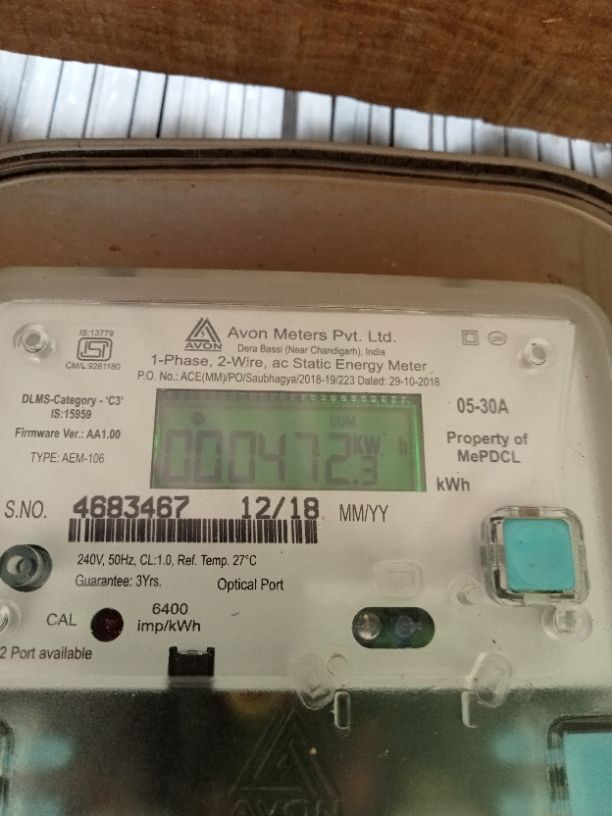 IS:13779
ISI
CM/L:9281180
AVON
Avon Meters Pvt. Ltd.
Dera Bassi (Near Chandigarh), India
1-Phase, 2-Wire, ac Static Energy Meter
P.O. No.: ACE(MM)/PO/Saubhagya/2018-19/223 Dated: 29-10-2018
DLMS-Category - 'C3'
IS:15959
Firmware Ver.: AA1.00
TYPE: AEM-106
CUM
000472.3 KW h
kWh
05-30A
Property of
MePDCL
S.NO. 4683467 12/18 MM/YY
240V, 50Hz, CL:1.0, Ref. Temp. 27°C
Guarantee: 3Yrs. Optical Port
CAL
6400
imp/kWh
2 Port available
AVON